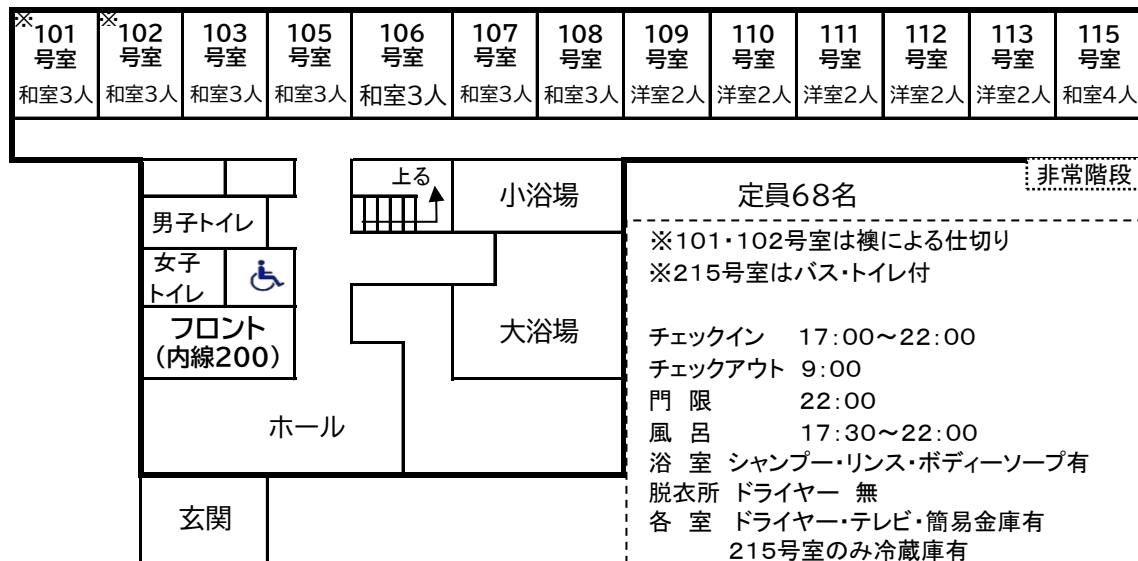 ※101 ※102 103 105 106 107 108 109 110 111 112 113 115
号室 号室 号室 号室 号室 号室 号室 号室 号室 号室 号室 号室 号室
和室3人 和室3人 和室3人 和室3人 和室3人 和室3人 和室3人 洋室2人 洋室2人 洋室2人 洋室2人 洋室2人 和室4人
上る
小浴場
男子トイレ
女子
トイレ
フロント
(内線200)
大浴場
ホール
玄関
非常階段
定員68名
※101・102号室は襖による仕切り
※215号室はバス・トイレ付
チェックイン 17:00～22:00
チェックアウト 9:00
門 限 22:00
風 呂 17:30～22:00
浴 室 シャンプー・リンス・ボディーソープ有
脱衣所 ドライヤー 無
各 室 ドライヤー・テレビ・簡易金庫有
215号室のみ冷蔵庫有